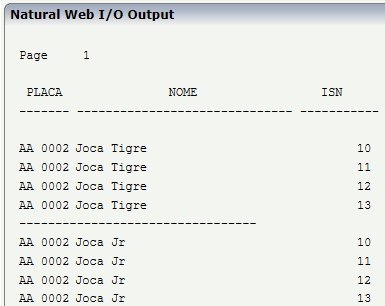 Natural Web I/O Output
Page     1
PLACA               NOME                  ISN
------- ------------------------------ -----------
AA 0002 Joca Tigre                              10
AA 0002 Joca Tigre                              11
AA 0002 Joca Tigre                              12
AA 0002 Joca Tigre                              13
---------------------------------
AA 0002 Joca Jr                                 10
AA 0002 Joca Jr                                 11
AA 0002 Joca Jr                                 12
AA 0002 Joca Jr                                 13